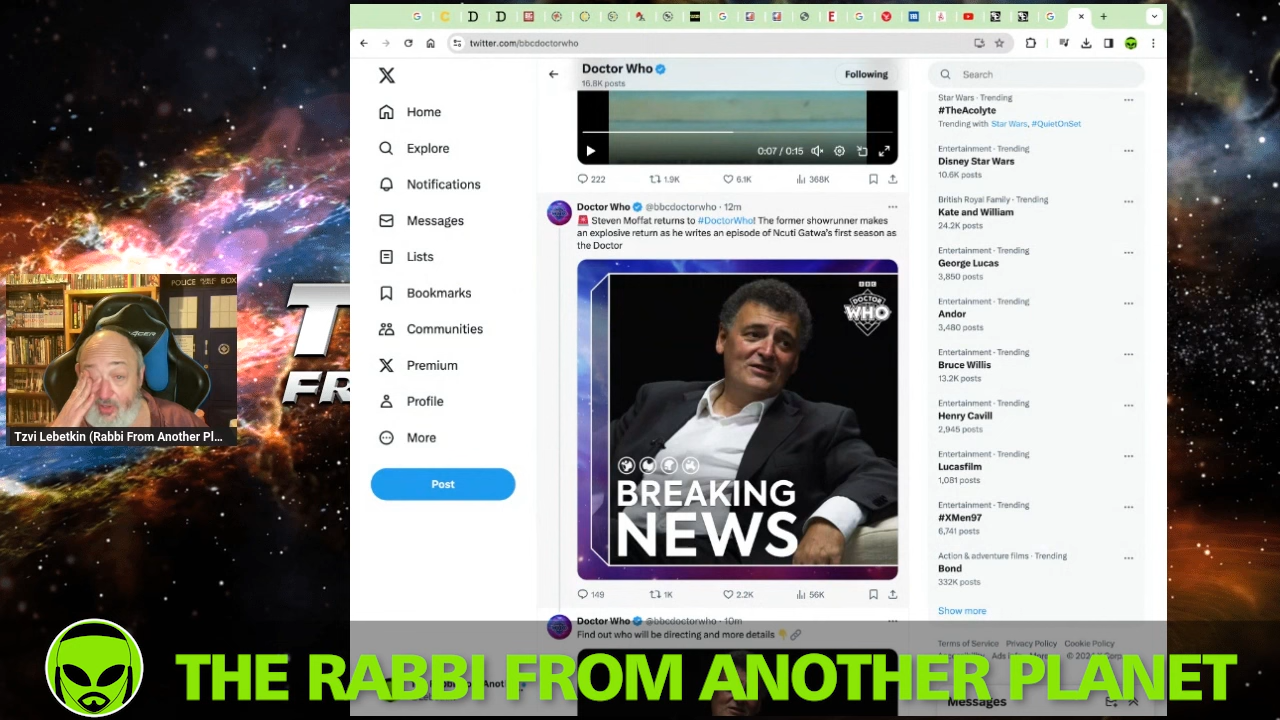 twitter.com/bbcdoctorwho
Home
Explore
Notifications
Messages
Lists
Bookmarks
Communities
Premium
Profile
More
Post
Doctor Who
16.8K posts
Following
0:07 / 0:15
222
1.9K
6.1K
368K
Doctor Who @bbcdoctorwho · 12m
🚨 Steven Moffat returns to #DoctorWho! The former showrunner makes
an explosive return as he writes an episode of Ncuti Gatwa's first season as
the Doctor
BBC
DOCTOR
WHO
BREAKING
NEWS
149
1K
2.2K
56K
Doctor Who @bbcdoctorwho · 10m
Find out who will be directing and more details 👇 🔗
Search
Star Wars · Trending
#TheAcolyte
Trending with Star Wars, #QuietOnSet
Entertainment · Trending
Disney Star Wars
10.6K posts
British Royal Family · Trending
Kate and William
24.2K posts
Entertainment · Trending
George Lucas
3,850 posts
Entertainment · Trending
Andor
3,480 posts
Entertainment · Trending
Bruce Willis
13.2K posts
Entertainment · Trending
Henry Cavill
2,945 posts
Entertainment · Trending
Lucasfilm
1,081 posts
Entertainment · Trending
#XMen97
6,741 posts
Action & adventure films · Trending
Bond
332K posts
Show more
Terms of Service Privacy Policy Cookie Policy
Messages
POLICE BOX
ACER
Tzvi Lebetkin (Rabbi From Another Pl...
T
FR
THE RABBI FROM ANOTHER PLANET